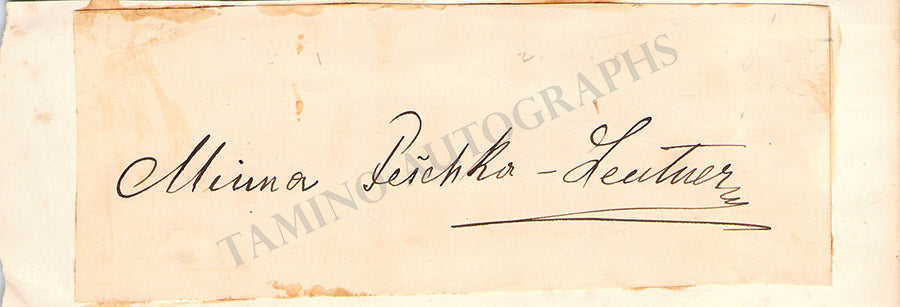 Minna Peschka-Leutner
TAMINO AUTOGRAPHS